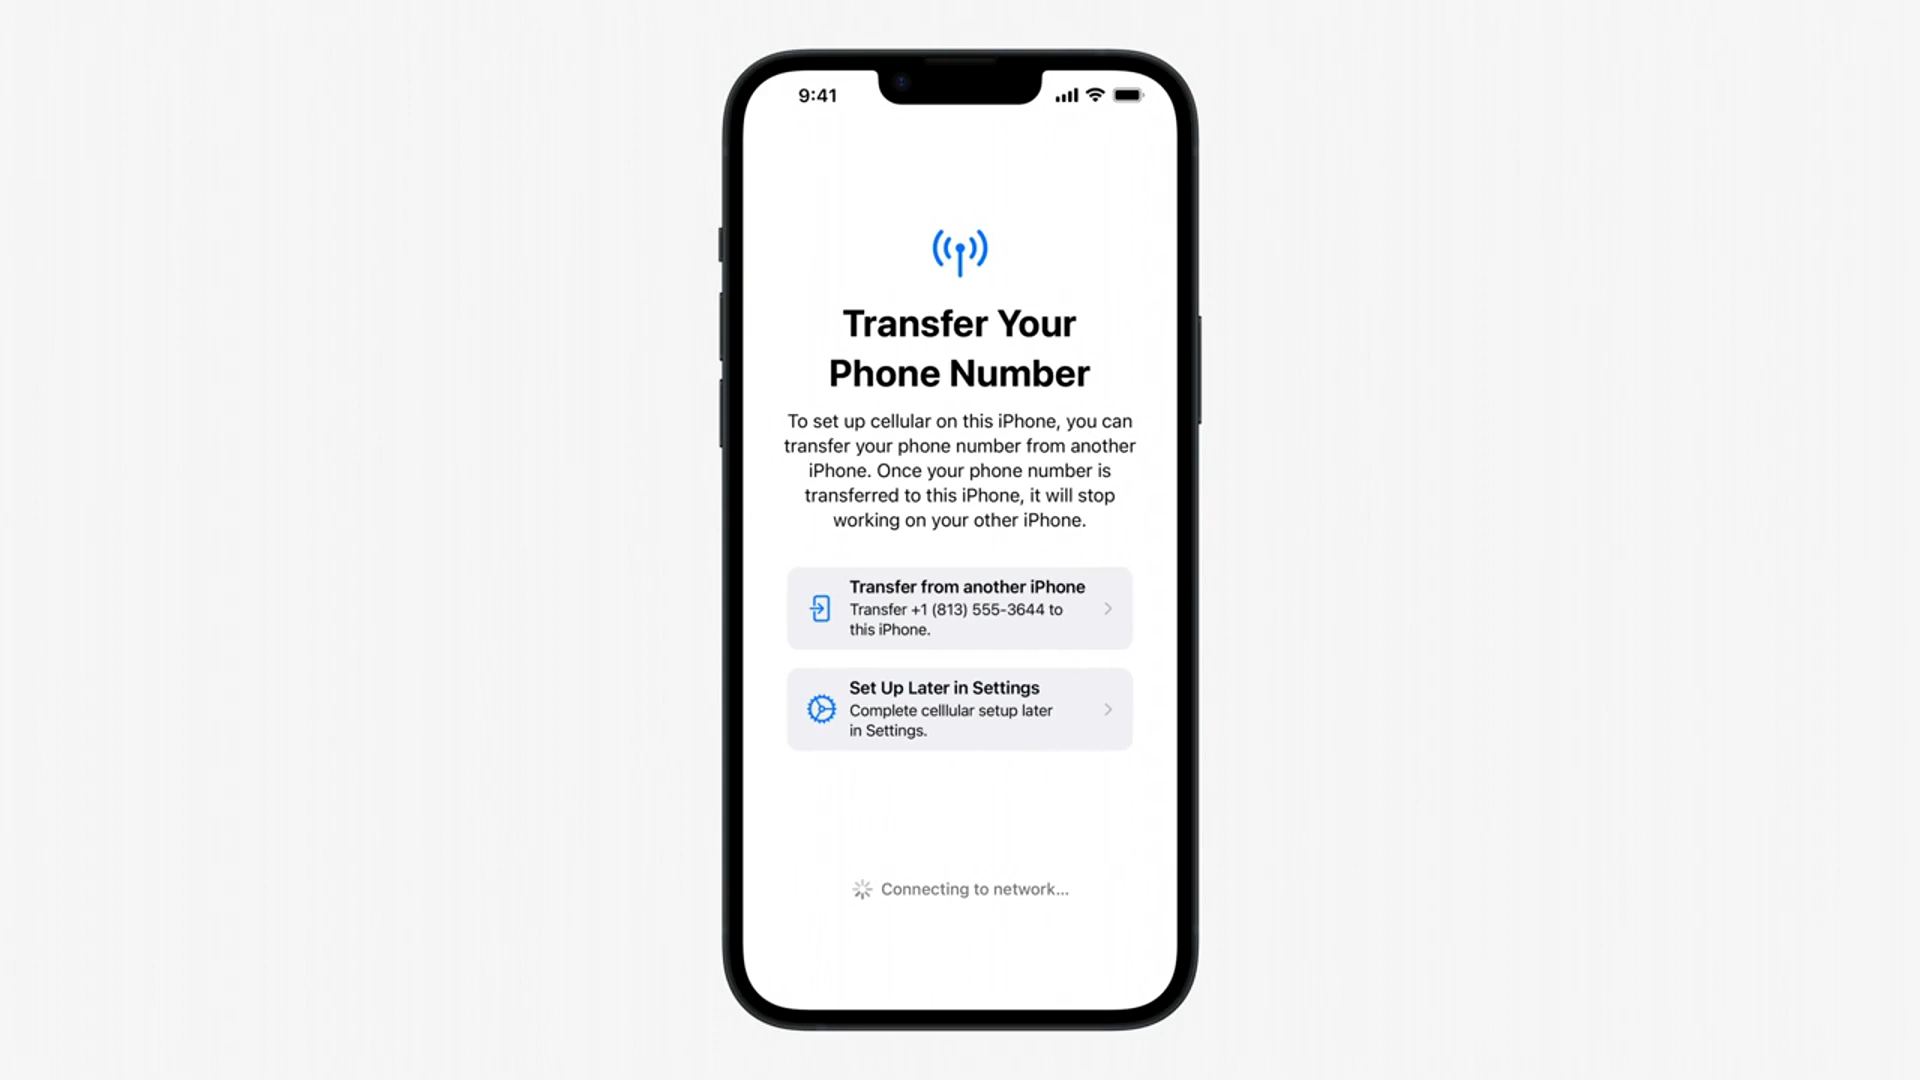 9:41
Transfer Your
Phone Number
To set up cellular on this iPhone, you can
transfer your phone number from another
iPhone. Once your phone number is
transferred to this iPhone, it will stop
working on your other iPhone.
Transfer from another iPhone
Transfer +1 (813) 555-3644 to
this iPhone.
Set Up Later in Settings
Complete celllular setup later
in Settings.
Connecting to network...